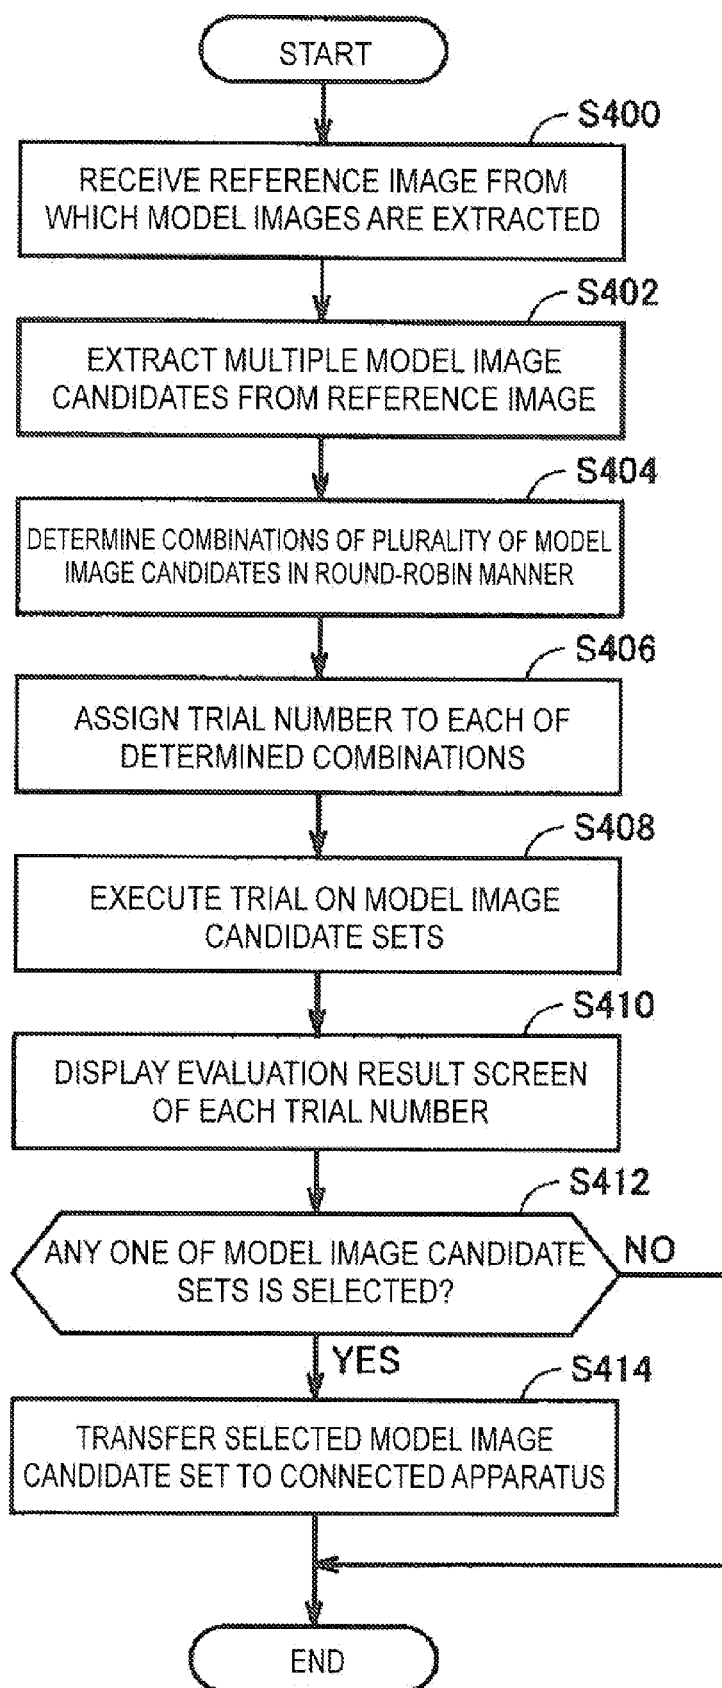 START
S400
RECEIVE REFERENCE IMAGE FROM
WHICH MODEL IMAGES ARE EXTRACTED
S402
EXTRACT MULTIPLE MODEL IMAGE
CANDIDATES FROM REFERENCE IMAGE
S404
DETERMINE COMBINATIONS OF PLURALITY OF MODEL
IMAGE CANDIDATES IN ROUND-ROBIN MANNER
S406
ASSIGN TRIAL NUMBER TO EACH OF
DETERMINED COMBINATIONS
S408
EXECUTE TRIAL ON MODEL IMAGE
CANDIDATE SETS
S410
DISPLAY EVALUATION RESULT SCREEN
OF EACH TRIAL NUMBER
S412
ANY ONE OF MODEL IMAGE CANDIDATE
SETS IS SELECTED?
NO
YES
S414
TRANSFER SELECTED MODEL IMAGE
CANDIDATE SET TO CONNECTED APPARATUS
END